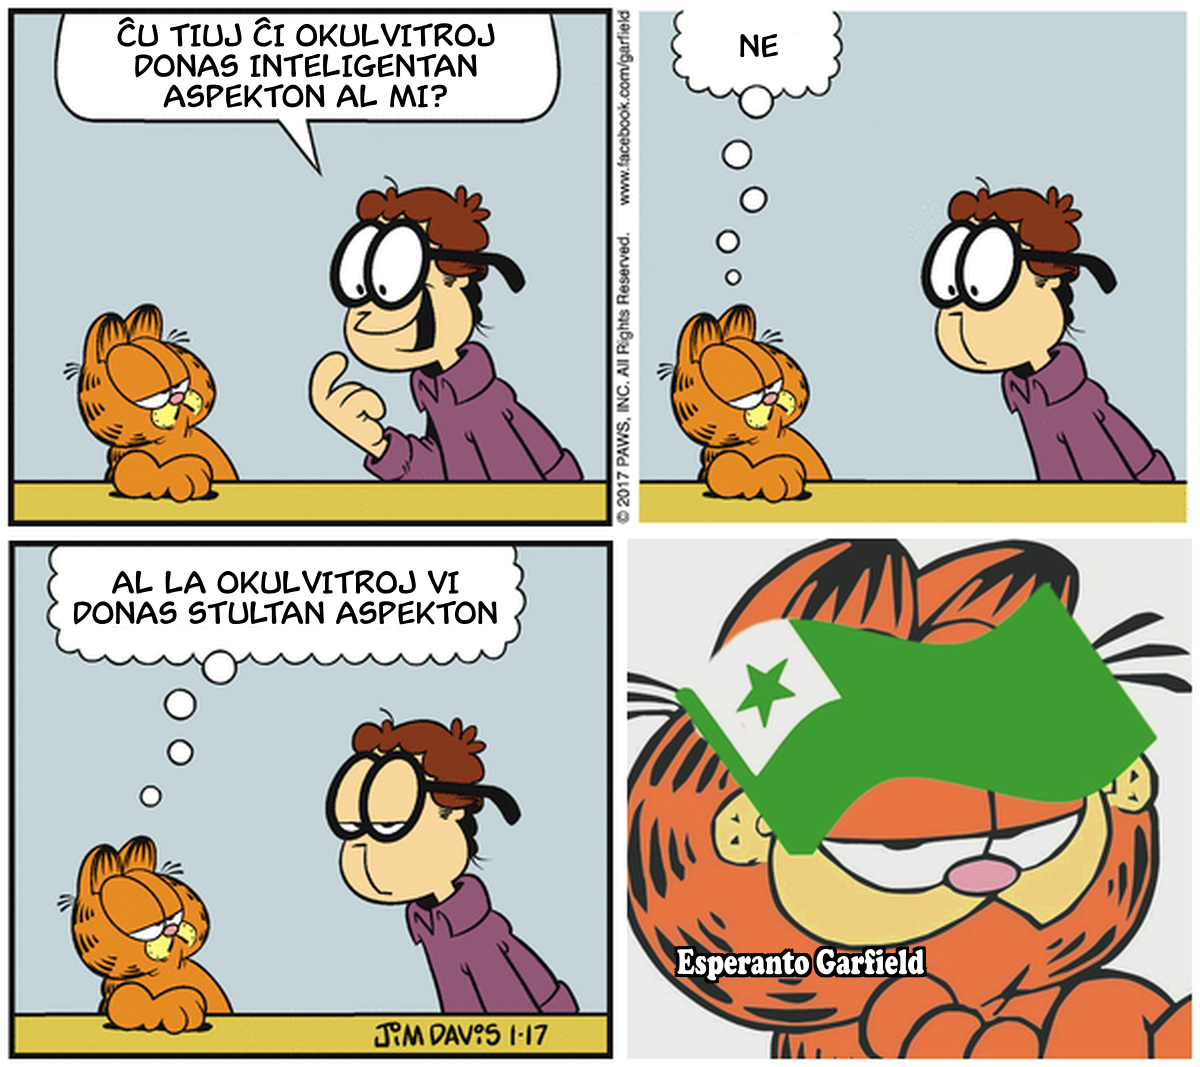 ĈU TIUJ ĈI OKULVITROJ
DONAS INTELIGENTAN
ASPEKTON AL MI?
© 2017 PAWS, INC. All Rights Reserved. www.facebook.com/garfield
NE
AL LA OKULVITROJ VI
DONAS STULTAN ASPEKTON
JiM DAViS 1-17
Esperanto Garfield